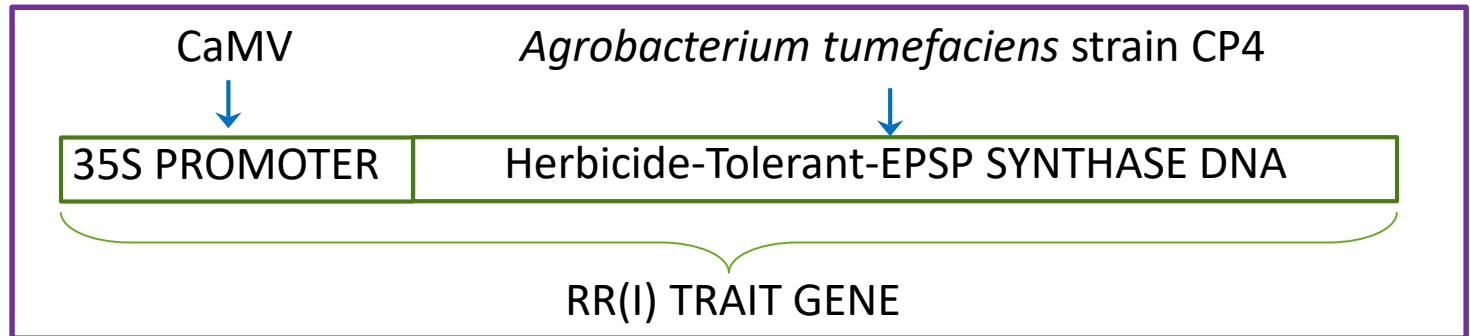 CaMV
Agrobacterium tumefaciens strain CP4
35S PROMOTER
Herbicide-Tolerant-EPSP SYNTHASE DNA
RR(I) TRAIT GENE